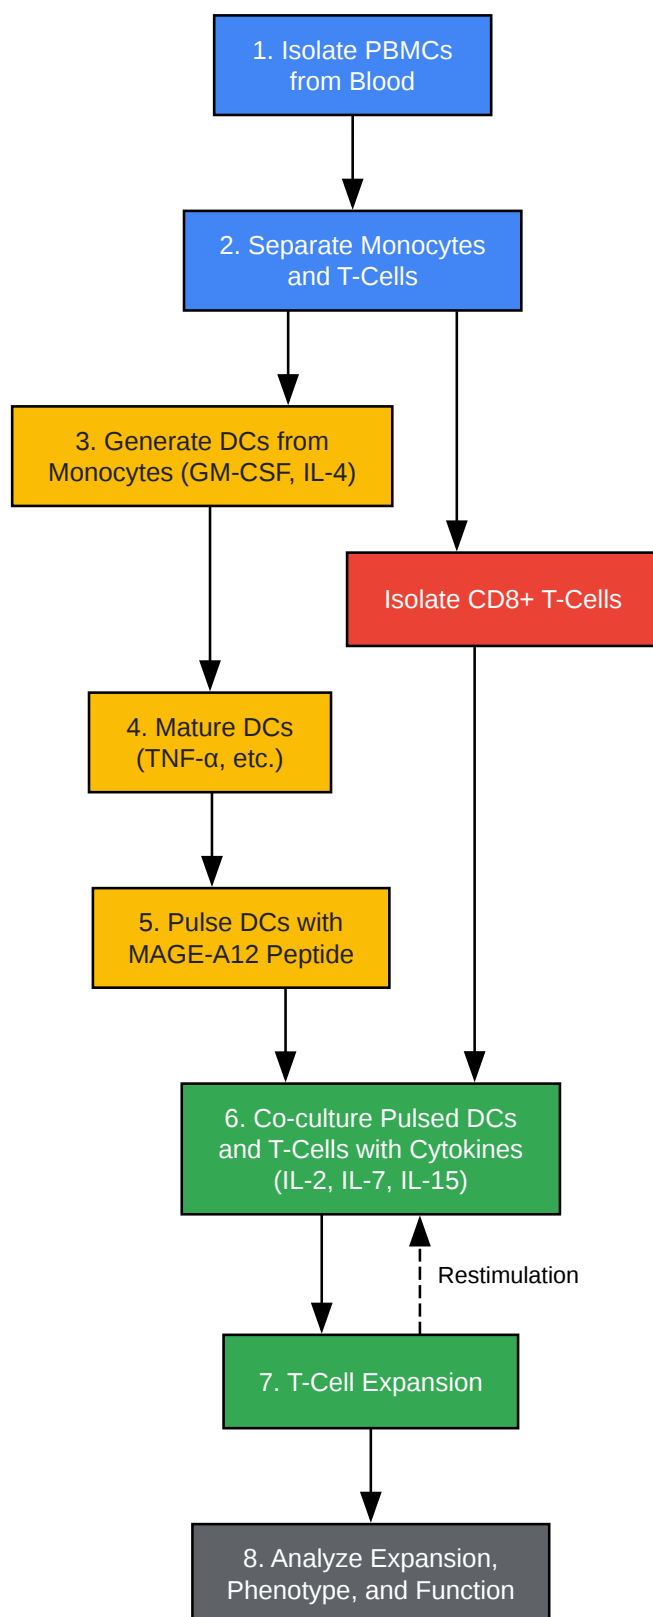 1. Isolate PBMCs
from Blood
2. Separate Monocytes
and T-Cells
3. Generate DCs from
Monocytes (GM-CSF, IL-4)
Isolate CD8+ T-Cells
4. Mature DCs
(TNF-α, etc.)
5. Pulse DCs with
MAGE-A12 Peptide
6. Co-culture Pulsed DCs
and T-Cells with Cytokines
(IL-2, IL-7, IL-15)
Restimulation
7. T-Cell Expansion
8. Analyze Expansion,
Phenotype, and Function